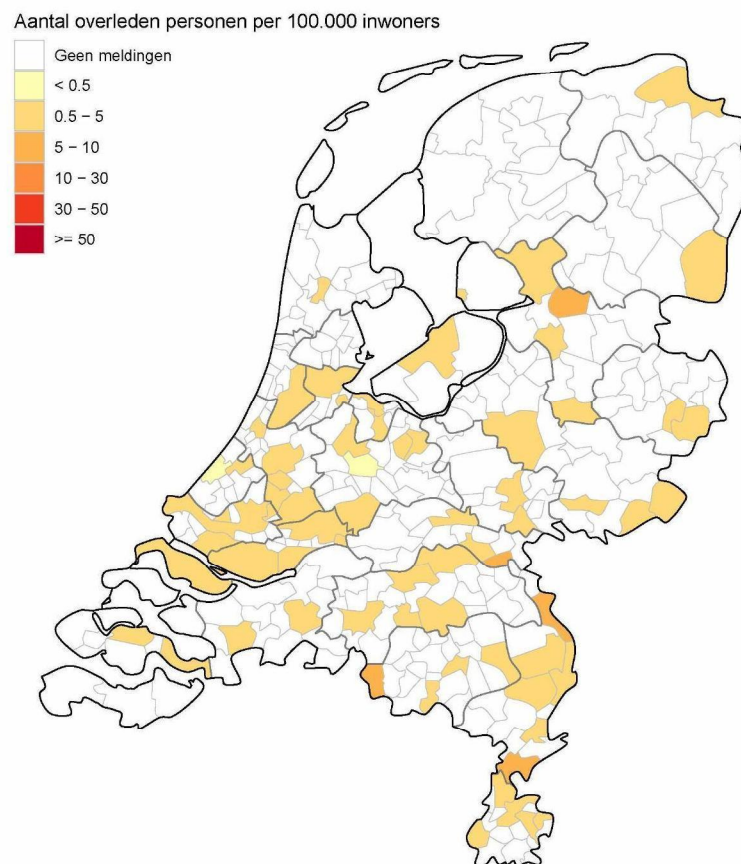 Aantal overleden personen per 100.000 inwoners
Geen meldingen
< 0.5
0.5 − 5
5 − 10
10 − 30
30 − 50
>= 50